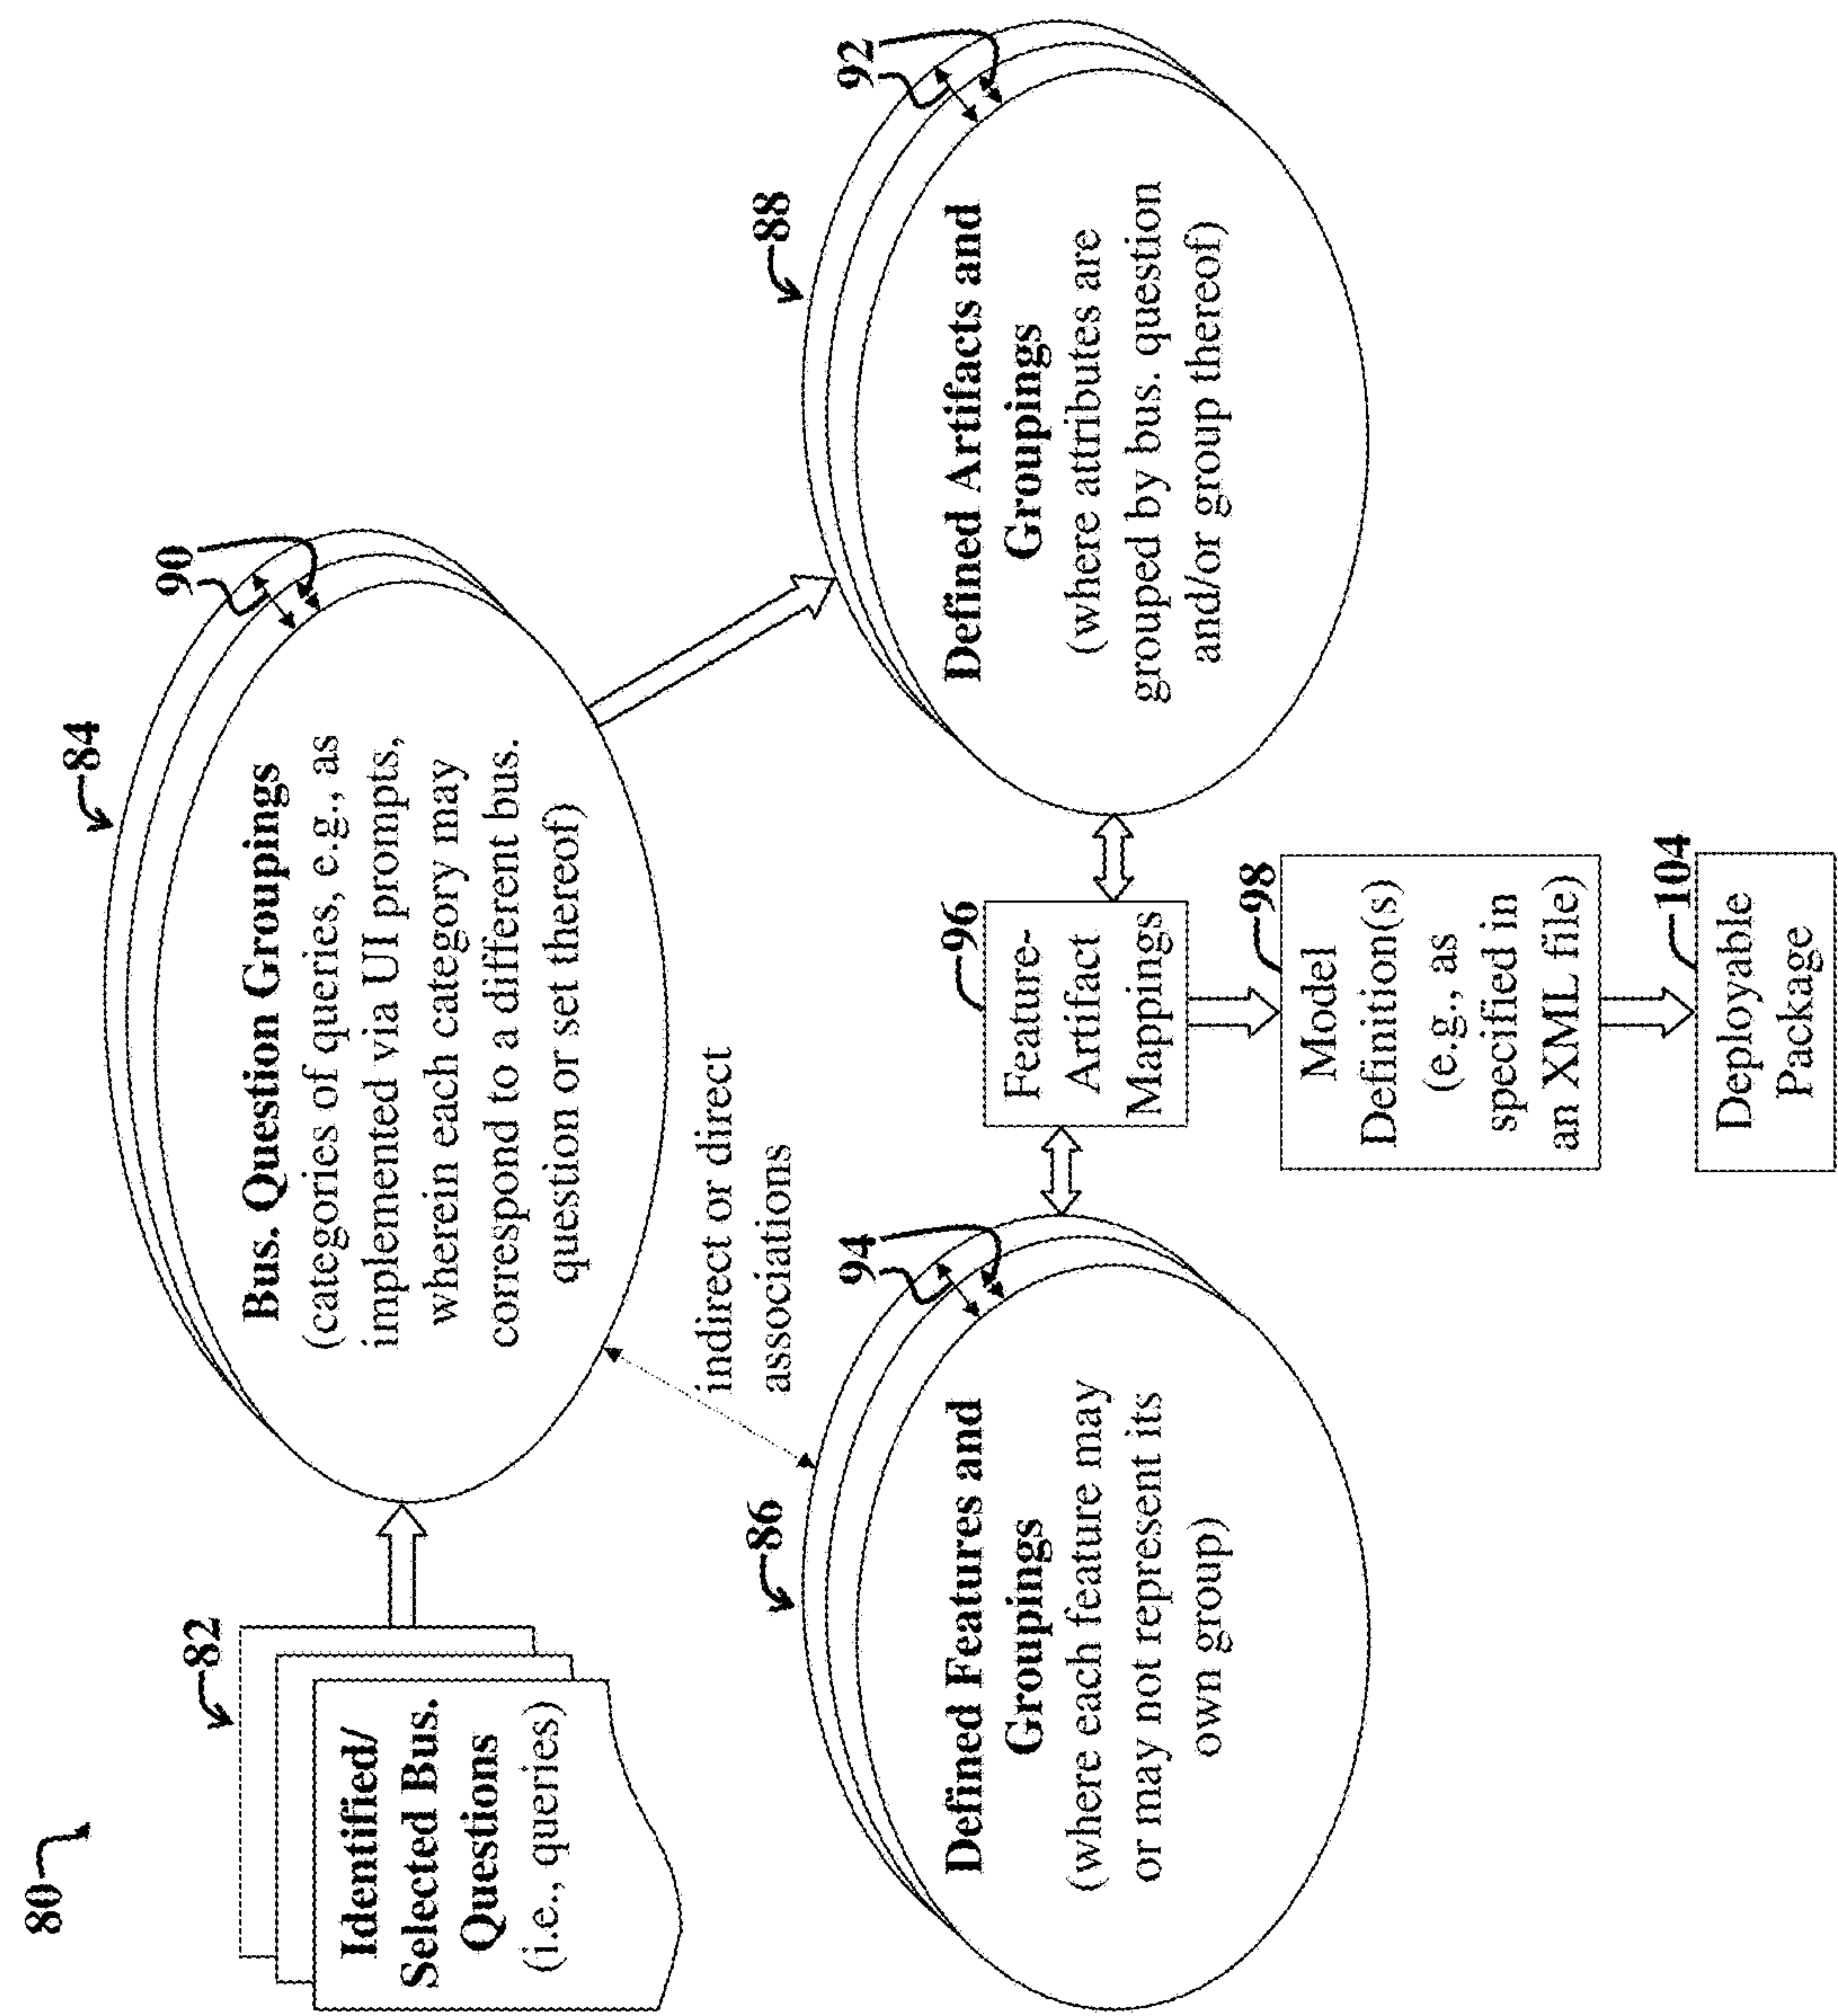 80
82
Identified/
Selected Bus.
Questions
(i.e., queries)
84
90
Bus. Question Groupings
(categories of queries, e.g., as
implemented via UI prompts,
wherein each category may
correspond to a different bus.
question or set thereof)
indirect or direct
associations
86
94
Defined Features and
Groupings
(where each feature may
or may not represent its
own group)
88
92
Defined Artifacts and
Groupings
(where attributes are
grouped by bus. question
and/or group thereof)
96
Feature-
Artifact
Mappings
98
Model
Definition(s)
(e.g., as
specified in
an XML file)
104
Deployable
Package